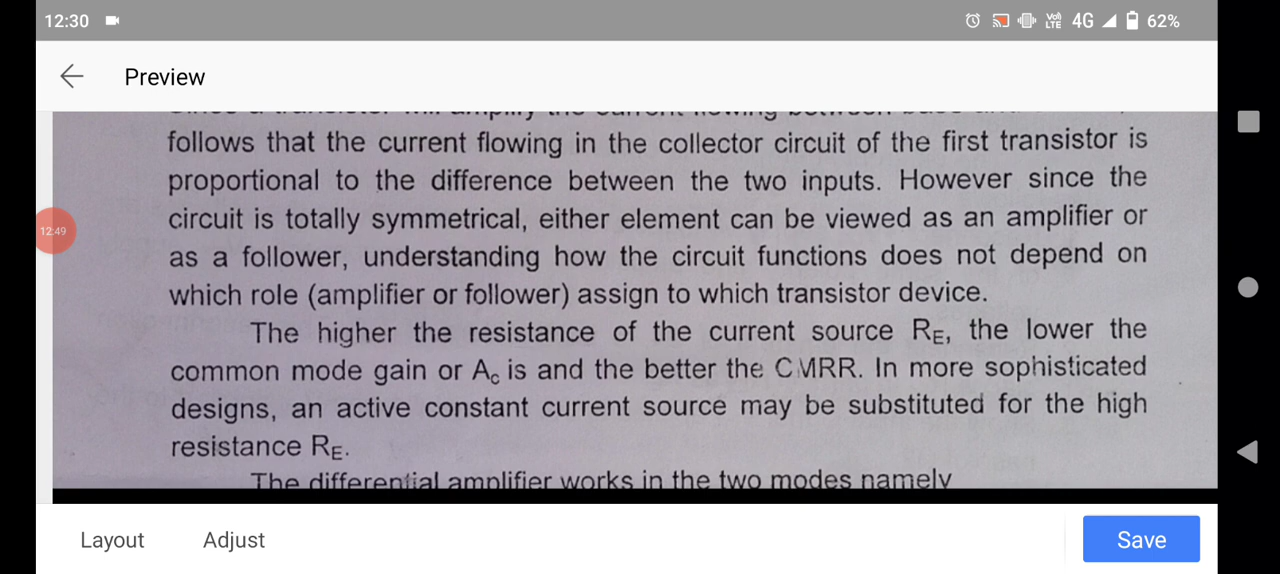 12:30
Vo) LTE 4G 62%
Preview
follows that the current flowing in the collector circuit of the first transistor is
proportional to the difference between the two inputs. However since the
12:49
circuit is totally symmetrical, either element can be viewed as an amplifier or
as a follower, understanding how the circuit functions does not depend on
which role (amplifier or follower) assign to which transistor device.
The higher the resistance of the current source RE, the lower the
common mode gain or Ac is and the better the CMRR. In more sophisticated
designs, an active constant current source may be substituted for the high
resistance RE.
The differential amplifier works in the two modes namely
Layout Adjust Save